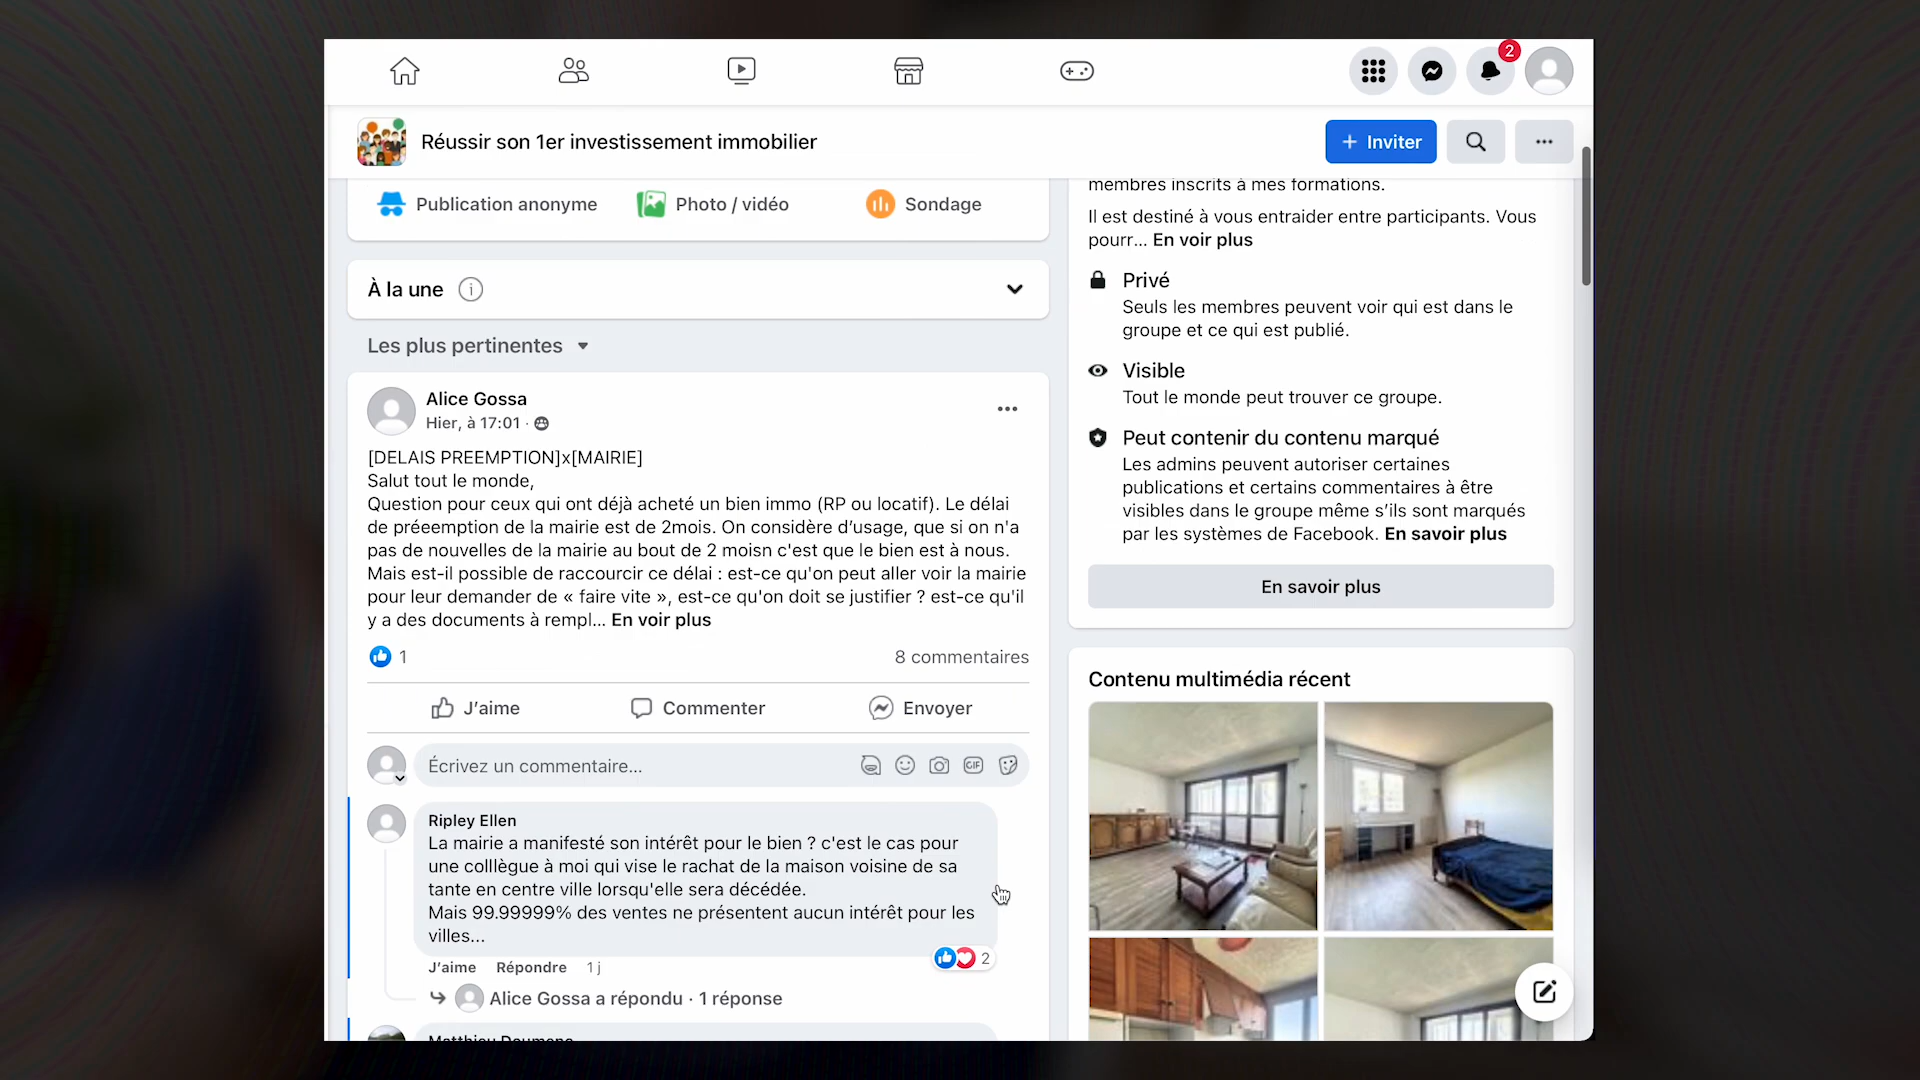 2
Réussir son 1er investissement immobilier
+ Inviter
Publication anonyme
Photo / vidéo
Sondage
À la une
Les plus pertinentes
Alice Gossa
Hier, à 17:01 ·
[DELAIS PREEMPTION]x[MAIRIE]
Salut tout le monde,
Question pour ceux qui ont déjà acheté un bien immo (RP ou locatif). Le délai
de préeemption de la mairie est de 2mois. On considère d’usage, que si on n'a
pas de nouvelles de la mairie au bout de 2 moisn c'est que le bien est à nous.
Mais est-il possible de raccourcir ce délai : est-ce qu'on peut aller voir la mairie
pour leur demander de « faire vite », est-ce qu'on doit se justifier ? est-ce qu'il
y a des documents à rempl... En voir plus
1
8 commentaires
J’aime
Commenter
Envoyer
Écrivez un commentaire...
GIF
Ripley Ellen
La mairie a manifesté son intérêt pour le bien ? c'est le cas pour
une colllègue à moi qui vise le rachat de la maison voisine de sa
tante en centre ville lorsqu'elle sera décédée.
Mais 99.99999% des ventes ne présentent aucun intérêt pour les
villes...
2
J’aime Répondre 1 j
Alice Gossa a répondu · 1 réponse
Matthieu Doumens
membres inscrits à mes formations.
Il est destiné à vous entraider entre participants. Vous
pourr... En voir plus
Privé
Seuls les membres peuvent voir qui est dans le
groupe et ce qui est publié.
Visible
Tout le monde peut trouver ce groupe.
Peut contenir du contenu marqué
Les admins peuvent autoriser certaines
publications et certains commentaires à être
visibles dans le groupe même s’ils sont marqués
par les systèmes de Facebook. En savoir plus
En savoir plus
Contenu multimédia récent